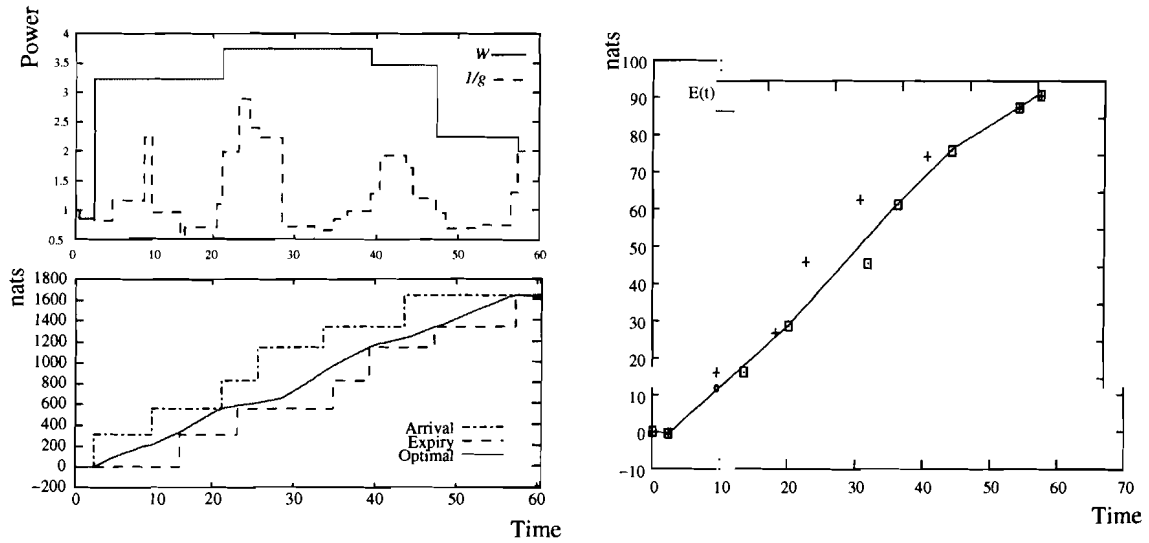 Power
4
3.5
3
2.5
2
1.5
1
0.5
W
1/g
0 10 20 30 40 50 60
nats
1800
1600
1400
1200
1000
800
600
400
200
0
−200
Arrival
Expiry
Optimal
0 10 20 30 40 50 60
Time
nats
100
90
80
70
60
50
40
30
20
10
0
−10
E(t)
0 10 20 30 40 50 60 70
Time